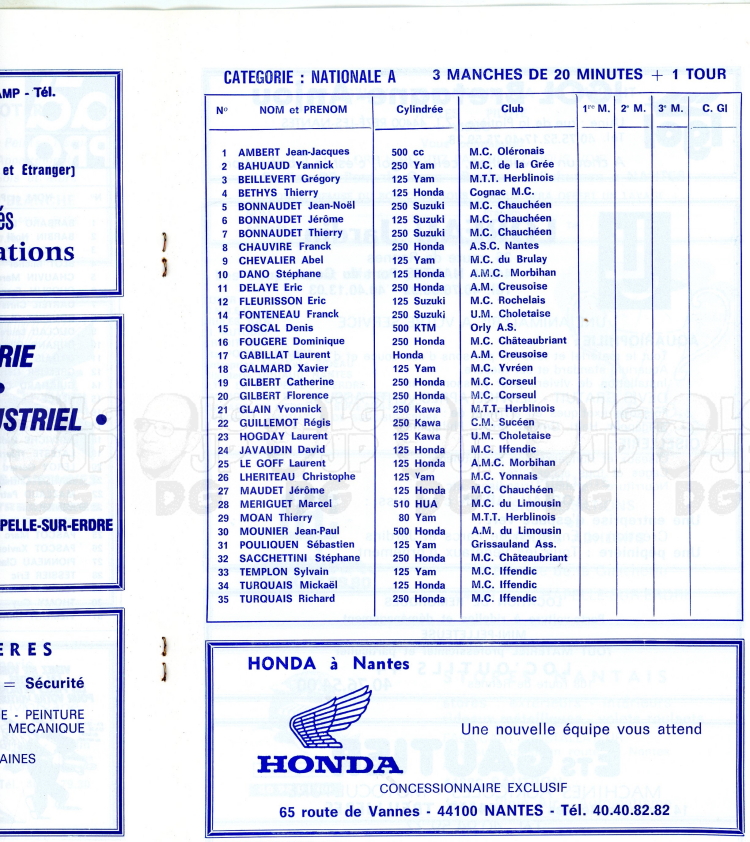 AMP - Tél.
et Etranger)
és
ations
RIE
•
USTRIEL •
PELLE-SUR-ERDRE
ERES
= Sécurité
E - PEINTURE
MECANIQUE
AINES
CATEGORIE : NATIONALE A 3 MANCHES DE 20 MINUTES + 1 TOUR
N° NOM et PRENOM Cylindrée Club 1re M. 2e M. 3e M. C. Gl
1 AMBERT Jean-Jacques 500 cc M.C. Oléronais
2 BAHUAUD Yannick 250 Yam M.C. de la Grée
3 BEILLEVERT Grégory 125 Yam M.T.T. Herblinois
4 BETHYS Thierry 125 Honda Cognac M.C.
5 BONNAUDET Jean-Noël 250 Suzuki M.C. Chauchéen
6 BONNAUDET Jérôme 125 Suzuki M.C. Chauchéen
7 BONNAUDET Thierry 250 Suzuki M.C. Chauchéen
8 CHAUVIRE Franck 250 Honda A.S.C. Nantes
9 CHEVALIER Abel 125 Yam M.C. du Brulay
10 DANO Stéphane 125 Honda A.M.C. Morbihan
11 DELAYE Eric 250 Honda A.M. Creusoise
12 FLEURISSON Eric 125 Suzuki M.C. Rochelais
14 FONTENEAU Franck 250 Suzuki U.M. Choletaise
15 FOSCAL Denis 500 KTM Orly A.S.
16 FOUGERE Dominique 250 Honda M.C. Châteaubriant
17 GABILLAT Laurent Honda A.M. Creusoise
18 GALMARD Xavier 125 Yam M.C. Yvréen
19 GILBERT Catherine 250 Honda M.C. Corseul
20 GILBERT Florence 250 Honda M.C. Corseul
21 GLAIN Yvonnick 250 Kawa M.T.T. Herblinois
22 GUILLEMOT Régis 250 Kawa C.M. Sucéen
23 HOGDAY Laurent 125 Kawa U.M. Choletaise
24 JAVAUDIN David 125 Honda M.C. Iffendic
25 LE GOFF Laurent 125 Honda A.M.C. Morbihan
26 LHERITEAU Christophe 125 Yam M.C. Yonnais
27 MAUDET Jérôme 125 Honda M.C. Chauchéen
28 MERIGUET Marcel 510 HUA M.C. du Limousin
29 MOAN Thierry 80 Yam M.T.T. Herblinois
30 MOUNIER Jean-Paul 500 Honda A.M. du Limousin
31 POULIQUEN Sébastien 125 Yam Grissauland Ass.
32 SACCHETTINI Stéphane 250 Honda M.C. Châteaubriant
33 TEMPLON Sylvain 125 Yam M.C. Iffendic
34 TURQUAIS Mickaël 125 Honda M.C. Iffendic
35 TURQUAIS Richard 250 Honda M.C. Iffendic
HONDA à Nantes
Une nouvelle équipe vous attend
HONDA
CONCESSIONNAIRE EXCLUSIF
65 route de Vannes - 44100 NANTES - Tél. 40.40.82.82
LG
JP
DG